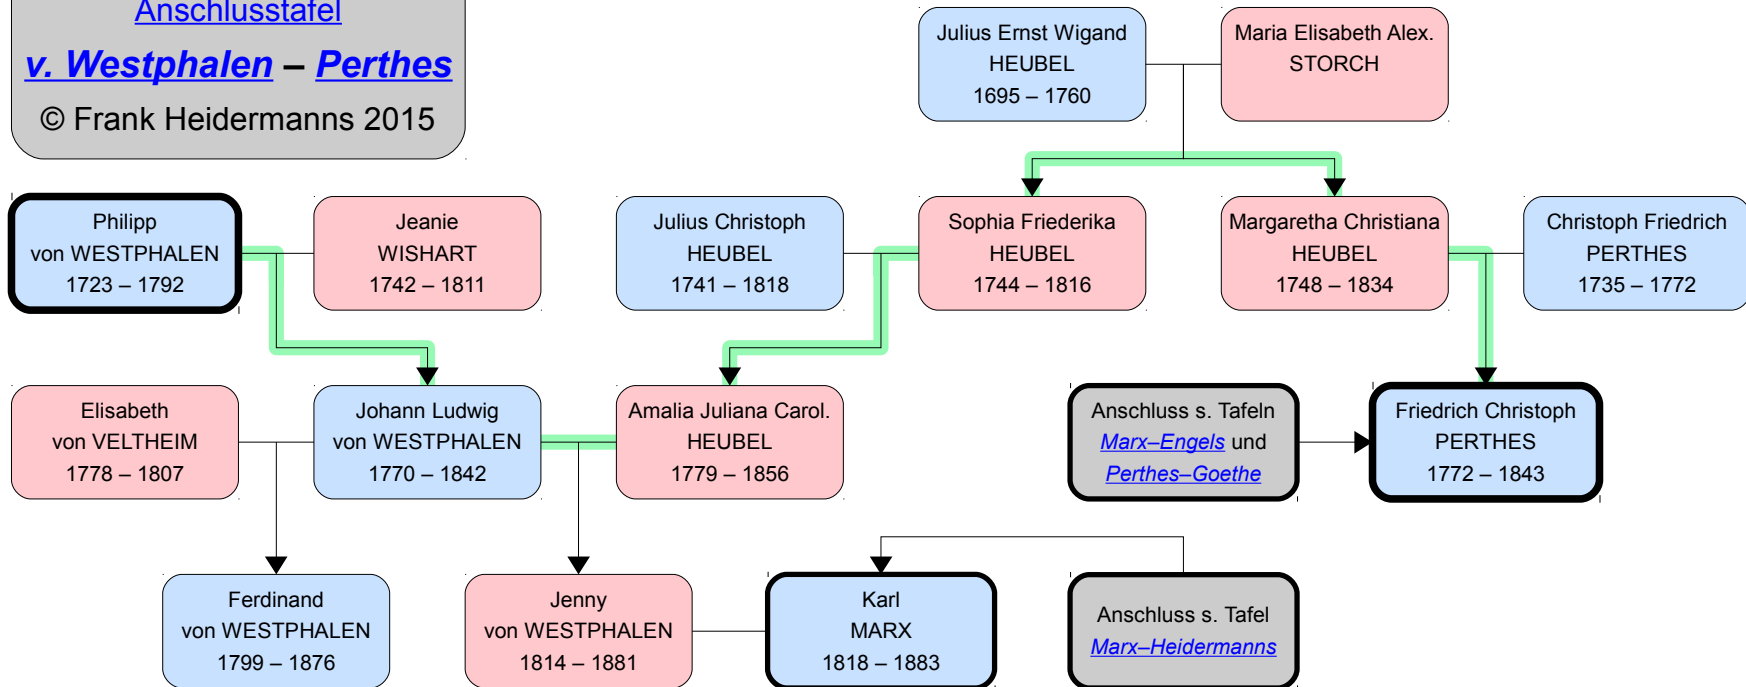 Anschlusstafel
v. Westphalen – Perthes
© Frank Heidermanns 2015
Julius Ernst Wigand
HEUBEL
1695 – 1760
Maria Elisabeth Alex.
STORCH
Philipp
von WESTPHALEN
1723 – 1792
Jeanie
WISHART
1742 – 1811
Julius Christoph
HEUBEL
1741 – 1818
Sophia Friederika
HEUBEL
1744 – 1816
Margaretha Christiana
HEUBEL
1748 – 1834
Christoph Friedrich
PERTHES
1735 – 1772
Elisabeth
von VELTHEIM
1778 – 1807
Johann Ludwig
von WESTPHALEN
1770 – 1842
Amalia Juliana Carol.
HEUBEL
1779 – 1856
Anschluss s. Tafeln
Marx–Engels und
Perthes–Goethe
Friedrich Christoph
PERTHES
1772 – 1843
Ferdinand
von WESTPHALEN
1799 – 1876
Jenny
von WESTPHALEN
1814 – 1881
Karl
MARX
1818 – 1883
Anschluss s. Tafel
Marx–Heidermanns